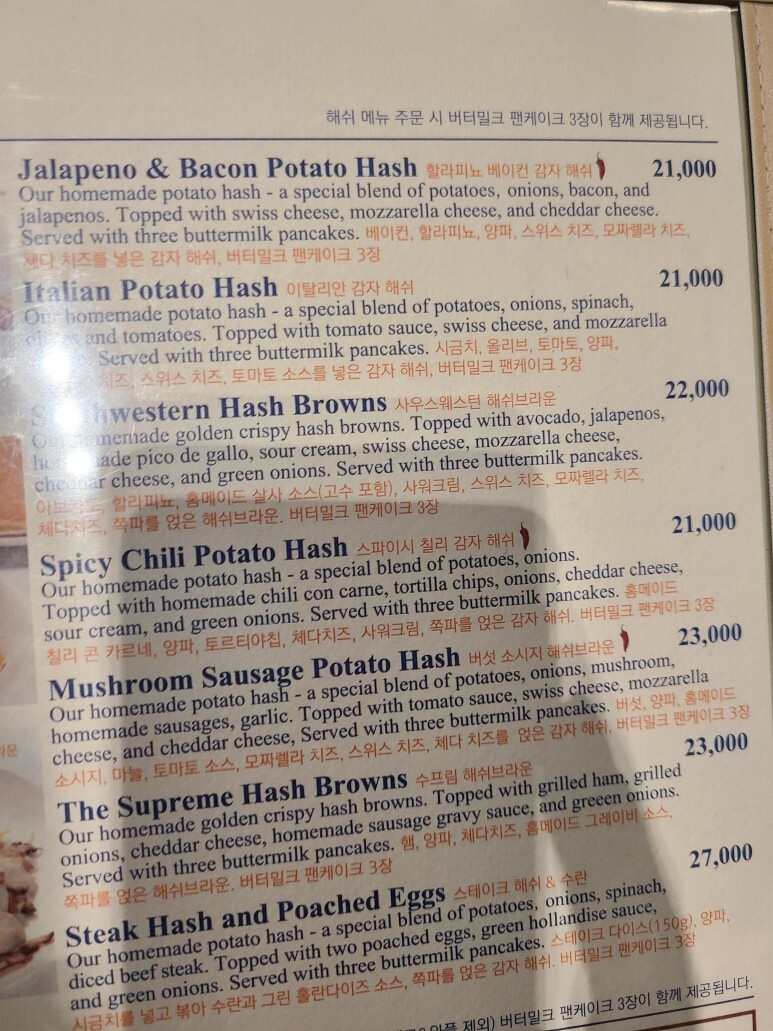 해쉬 메뉴 주문 시 버터밀크 팬케이크 3장이 함께 제공됩니다.
Jalapeno & Bacon Potato Hash 할라피뇨 베이컨 감자 해쉬 21,000
Our homemade potato hash - a special blend of potatoes, onions, bacon, and
jalapenos. Topped with swiss cheese, mozzarella cheese, and cheddar cheese.
Served with three buttermilk pancakes. 베이컨, 할라피뇨, 양파, 스위스 치즈, 모짜렐라 치즈,
체다 치즈를 넣은 감자 해쉬, 버터밀크 팬케이크 3장
Italian Potato Hash 이탈리안 감자 해쉬 21,000
Our homemade potato hash - a special blend of potatoes, onions, spinach,
and tomatoes. Topped with tomato sauce, swiss cheese, and mozzarella
Served with three buttermilk pancakes. 시금치, 올리브, 토마토, 양파,
치즈, 스위스 치즈, 토마토 소스를 넣은 감자 해쉬, 버터밀크 팬케이크 3장
Southwestern Hash Browns 사우스웨스턴 해쉬브라운 22,000
Our homemade golden crispy hash browns. Topped with avocado, jalapenos,
homemade pico de gallo, sour cream, swiss cheese, mozzarella cheese,
cheddar cheese, and green onions. Served with three buttermilk pancakes.
아보카도, 할라피뇨, 홈메이드 살사 소스(고수 포함), 사워크림, 스위스 치즈, 모짜렐라 치즈,
체다치즈, 쪽파를 얹은 해쉬브라운. 버터밀크 팬케이크 3장
Spicy Chili Potato Hash 스파이시 칠리 감자 해쉬 21,000
Our homemade potato hash - a special blend of potatoes, onions.
Topped with homemade chili con carne, tortilla chips, onions, cheddar cheese,
sour cream, and green onions. Served with three buttermilk pancakes. 홈메이드
칠리 콘 카르네, 양파, 토르티야칩, 체다치즈, 사워크림, 쪽파를 얹은 감자 해쉬. 버터밀크 팬케이크 3장
Mushroom Sausage Potato Hash 버섯 소시지 해쉬브라운 23,000
Our homemade potato hash - a special blend of potatoes, onions, mushroom,
homemade sausages, garlic. Topped with tomato sauce, swiss cheese, mozzarella
cheese, and cheddar cheese, Served with three buttermilk pancakes. 버섯, 양파, 홈메이드
소시지, 마늘, 토마토 소스, 모짜렐라 치즈, 스위스 치즈, 체다 치즈를 얹은 감자 해쉬, 버터밀크 팬케이크 3장
The Supreme Hash Browns 수프림 해쉬브라운 23,000
Our homemade golden crispy hash browns. Topped with grilled ham, grilled
onions, cheddar cheese, homemade sausage gravy sauce, and greeen onions.
Served with three buttermilk pancakes. 햄, 양파, 체다치즈, 홈메이드 그레이비 소스,
쪽파를 얹은 해쉬브라운. 버터밀크 팬케이크 3장
Steak Hash and Poached Eggs 스테이크 해쉬 & 수란 27,000
Our homemade potato hash - a special blend of potatoes, onions, spinach,
diced beef steak. Topped with two poached eggs, green hollandise sauce,
and green onions. Served with three buttermilk pancakes. 스테이크 다이스(150g), 양파,
시금치를 넣고 볶아 수란과 그린 홀란다이즈 소스, 쪽파를 얹은 감자 해쉬. 버터밀크 팬케이크 3장
제외) 버터밀크 팬케이크 3장이 함께 제공됩니다.